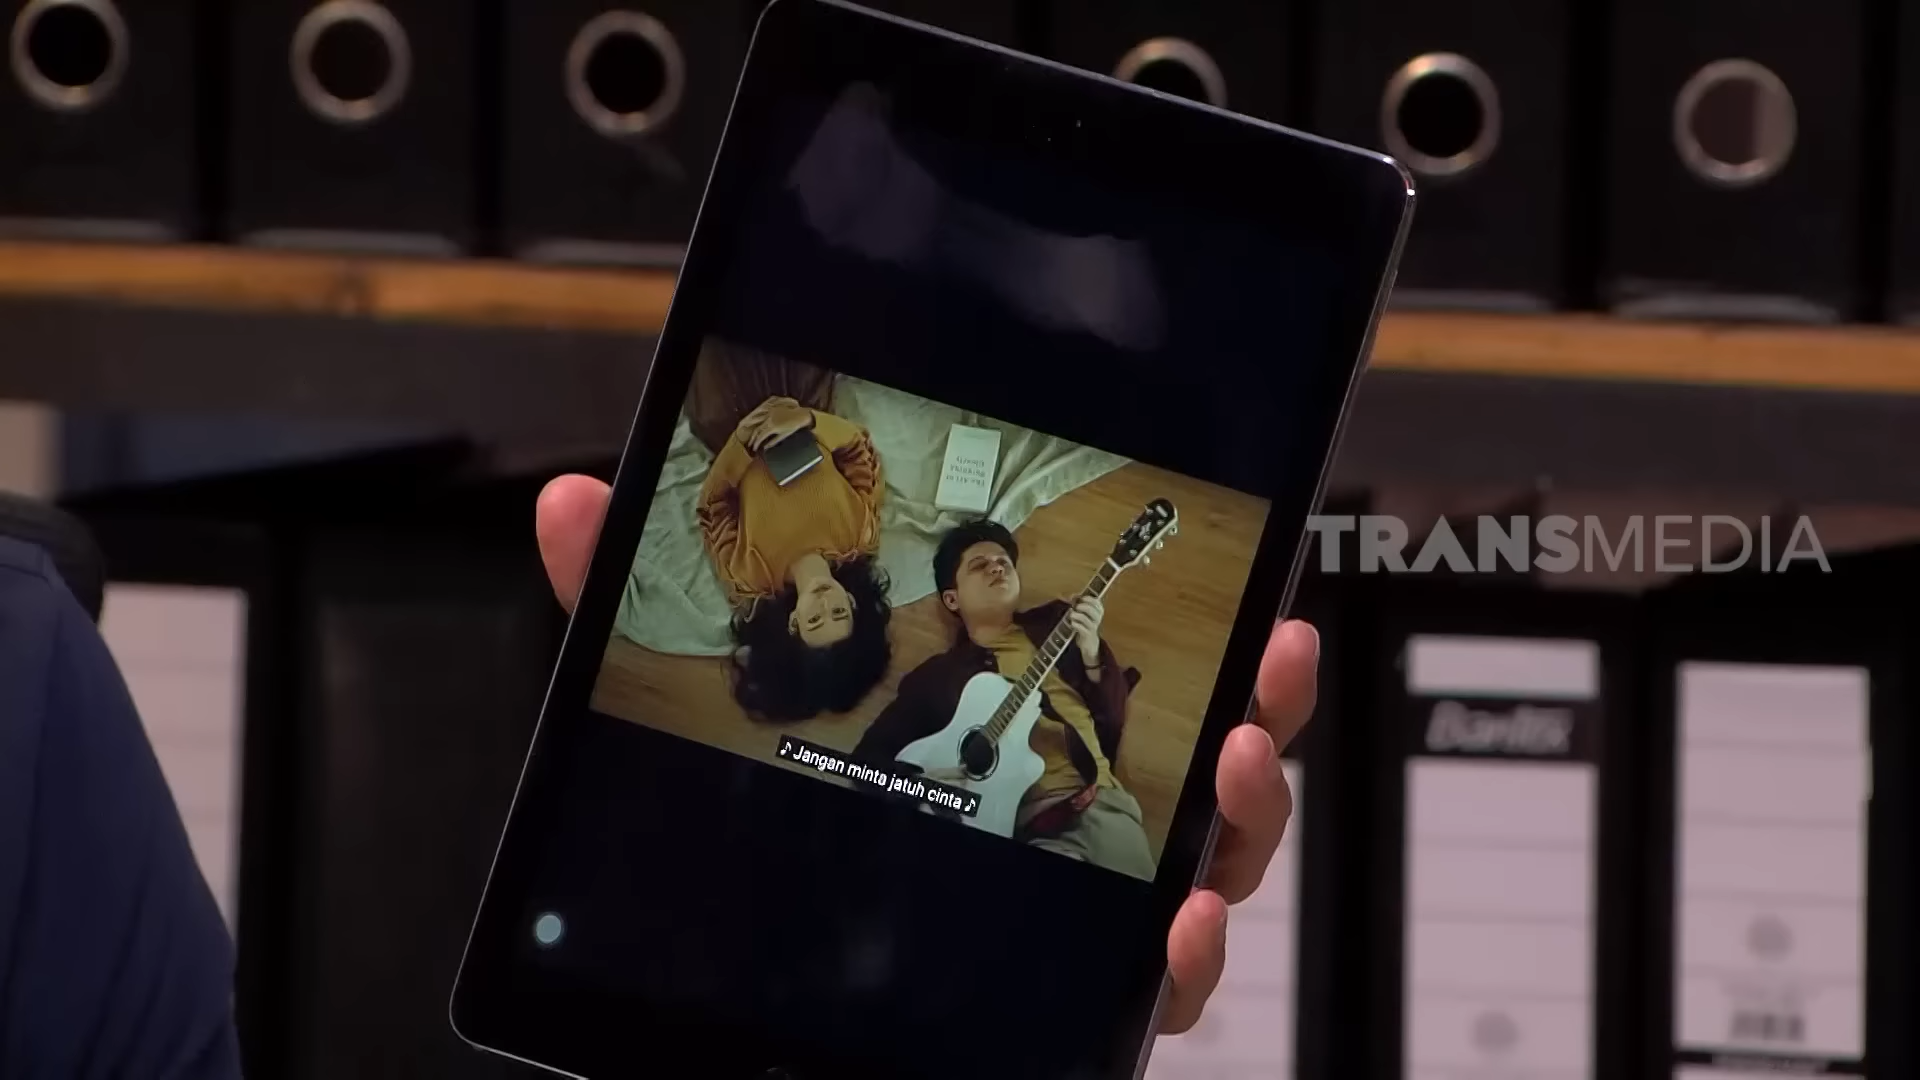 ♪ Jangan minta jatuh cinta ♪
TRANSMEDIA
Bantex